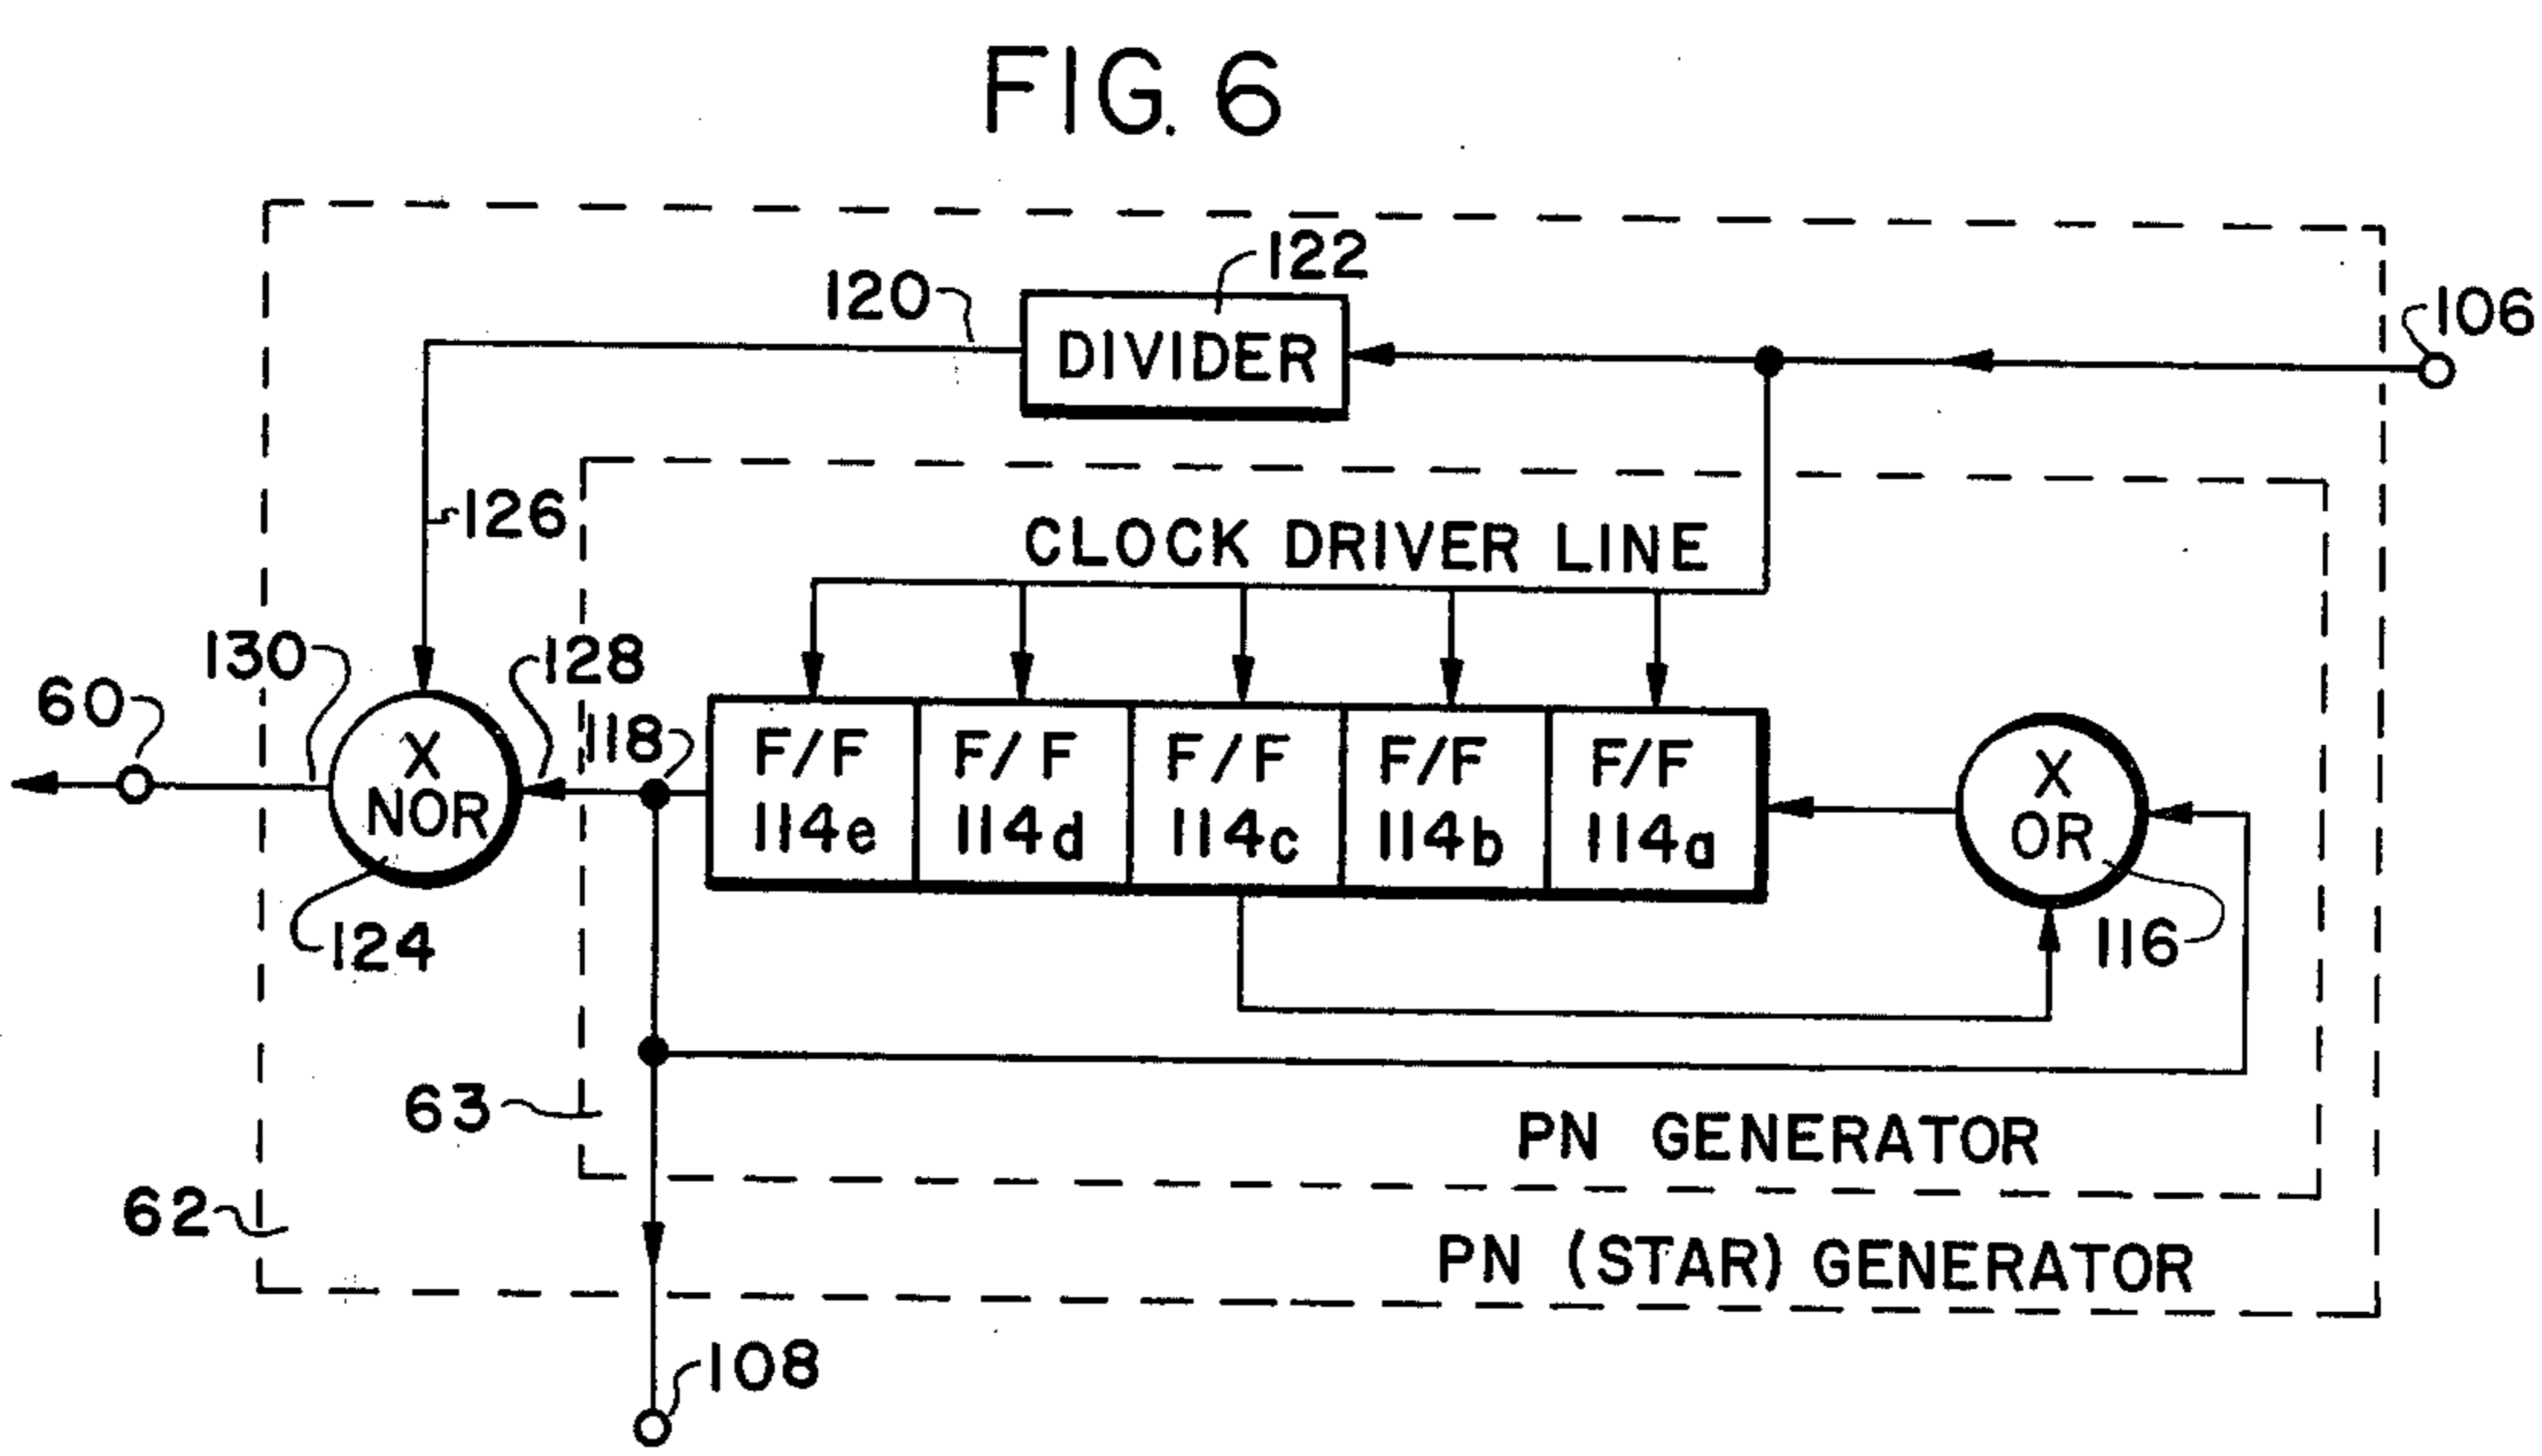 FIG. 6
122
120
106
DIVIDER
126
CLOCK DRIVER LINE
130
128
60
118
X
NOR
F/F
114e
F/F
114d
F/F
114c
F/F
114b
F/F
114a
X
OR
124
116
63
PN GENERATOR
62
PN (STAR) GENERATOR
108